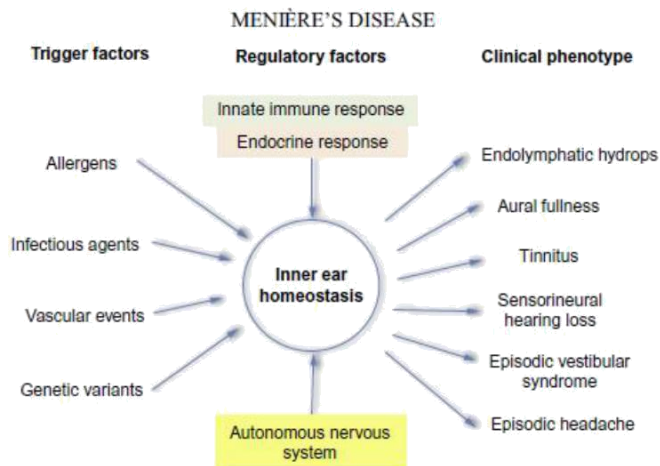 MENIÈRE'S DISEASE
Trigger factors
Regulatory factors
Clinical phenotype
Innate immune response
Endocrine response
Allergens
Infectious agents
Vascular events
Genetic variants
Inner ear
homeostasis
Autonomous nervous
system
Endolymphatic hydrops
Aural fullness
Tinnitus
Sensorineural
hearing loss
Episodic vestibular
syndrome
Episodic headache